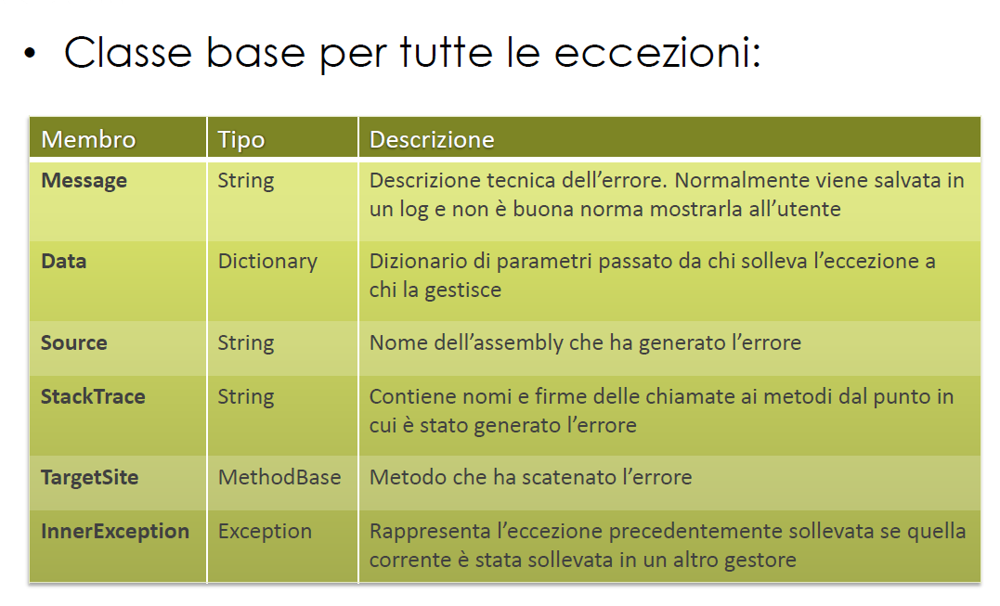 • Classe base per tutte le eccezioni:
Membro Tipo Descrizione
Message String Descrizione tecnica dell’errore. Normalmente viene salvata in
un log e non è buona norma mostrarla all’utente
Data Dictionary Dizionario di parametri passato da chi solleva l’eccezione a
chi la gestisce
Source String Nome dell’assembly che ha generato l’errore
StackTrace String Contiene nomi e firme delle chiamate ai metodi dal punto in
cui è stato generato l’errore
TargetSite MethodBase Metodo che ha scatenato l’errore
InnerException Exception Rappresenta l’eccezione precedentemente sollevata se quella
corrente è stata sollevata in un altro gestore